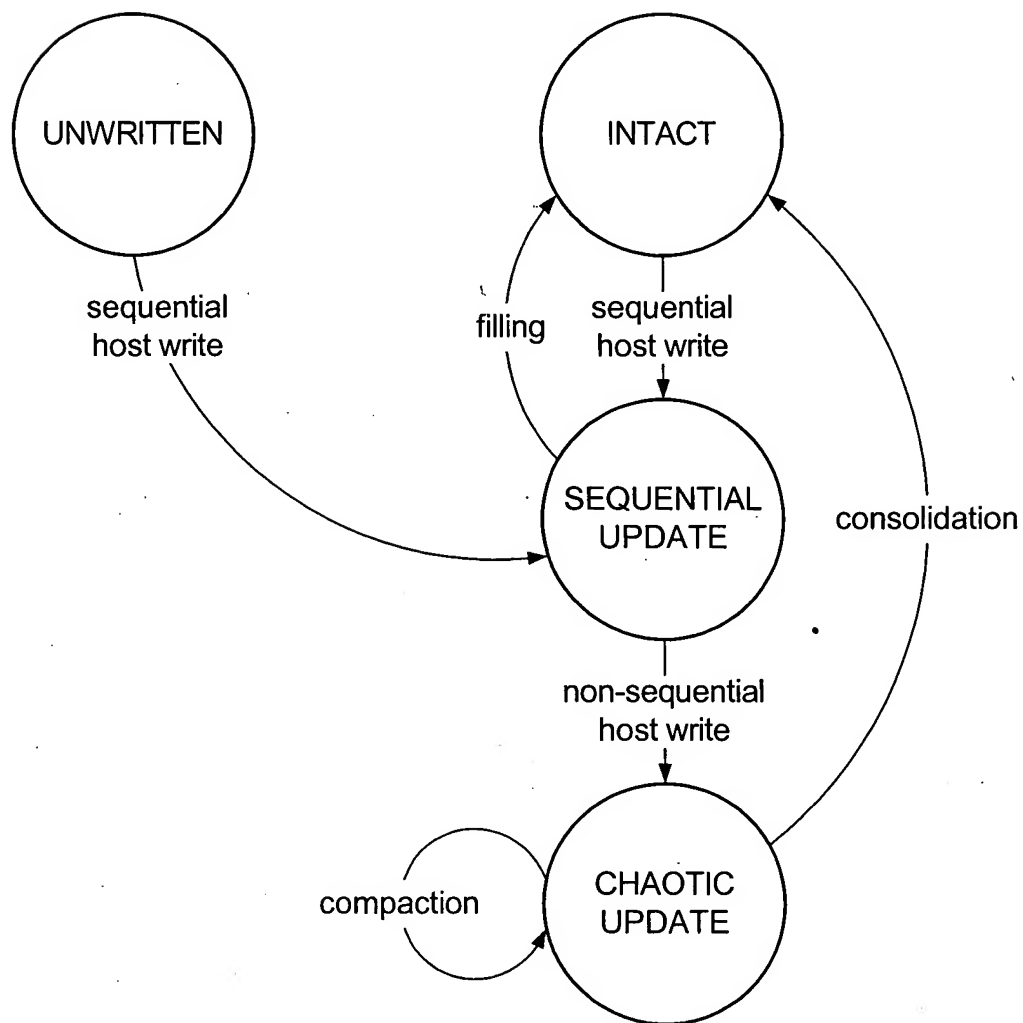 UNWRITTEN
INTACT
sequential
host write
filling
sequential
host write
SEQUENTIAL
UPDATE
consolidation
non-sequential
host write
compaction
CHAOTIC
UPDATE